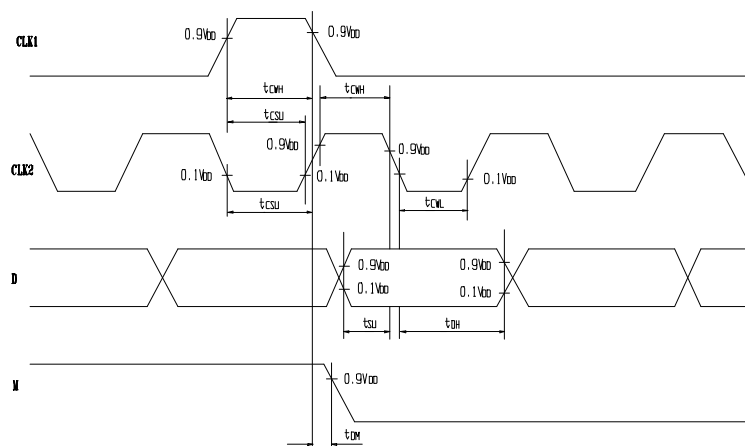 CLK1
0.9VDD
0.9VDD
tCWH
tCWH
tCSU
CLK2
0.9VDD
0.9VDD
0.1VDD
0.1VDD
0.1VDD
tCWL
tCSU
D
0.9VDD
0.9VDD
0.1VDD
0.1VDD
tSU
tDH
M
0.9VDD
tDM